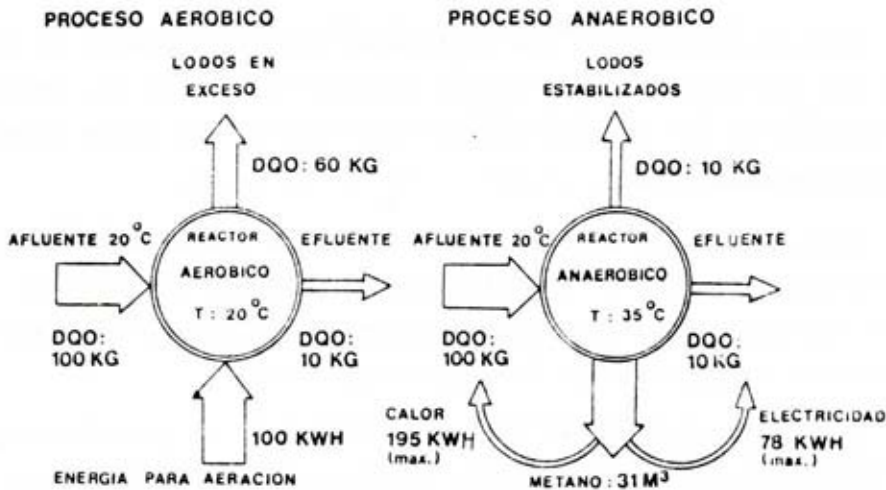 PROCESO AEROBICO
LODOS EN
EXCESO
DQO: 60 KG
AFLUENTE 20°C
REACTOR
AEROBICO
T: 20°C
EFLUENTE
DQO:
100 KG
DQO:
10 KG
100 KWH
ENERGIA PARA AERACION
PROCESO ANAEROBICO
LODOS
ESTABILIZADOS
DQO: 10 KG
AFLUENTE 20°C
REACTOR
ANAEROBICO
T: 35°C
EFLUENTE
DQO:
100 KG
DQO:
10 KG
CALOR
195 KWH
(max.)
ELECTRICIDAD
78 KWH
(max.)
METANO: 31 M³